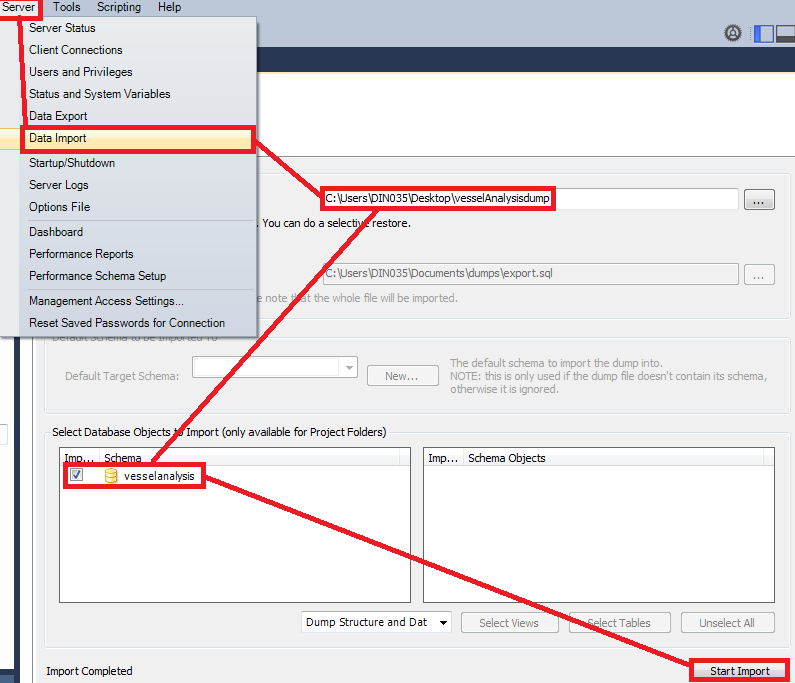 Server Tools Scripting Help
Server Status
Client Connections
Users and Privileges
Status and System Variables
Data Export
Data Import
Startup/Shutdown
Server Logs
Options File
Dashboard
Performance Reports
Performance Schema Setup
Management Access Settings...
Reset Saved Passwords for Connection
C:\Users\DIN035\Desktop\vesselAnalysisdump
...
. You can do a selective restore.
C:\Users\DIN035\Documents\dumps\export.sql
...
note that the whole file will be imported.
Default Schema to be Imported To
Default Target Schema:
New...
The default schema to import the dump into.
NOTE: this is only used if the dump file doesn't contain its schema,
otherwise it is ignored.
Select Database Objects to Import (only available for Project Folders)
Imp... Schema
vesselanalysis
Imp... Schema Objects
Dump Structure and Dat
Select Views
Select Tables
Unselect All
Import Completed
Start Import